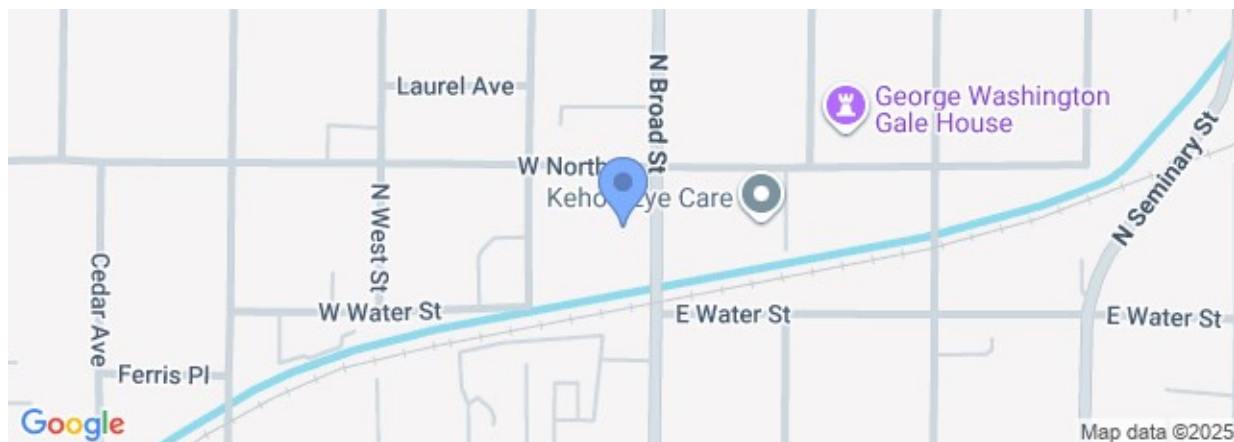 Laurel Ave
N Broad St
George Washington
Gale House
W North
Eye Care
N West St
N Seminary St
Cedar Ave
W Water St
E Water St
E Water St
Ferris Pl
Google
Map data ©2025